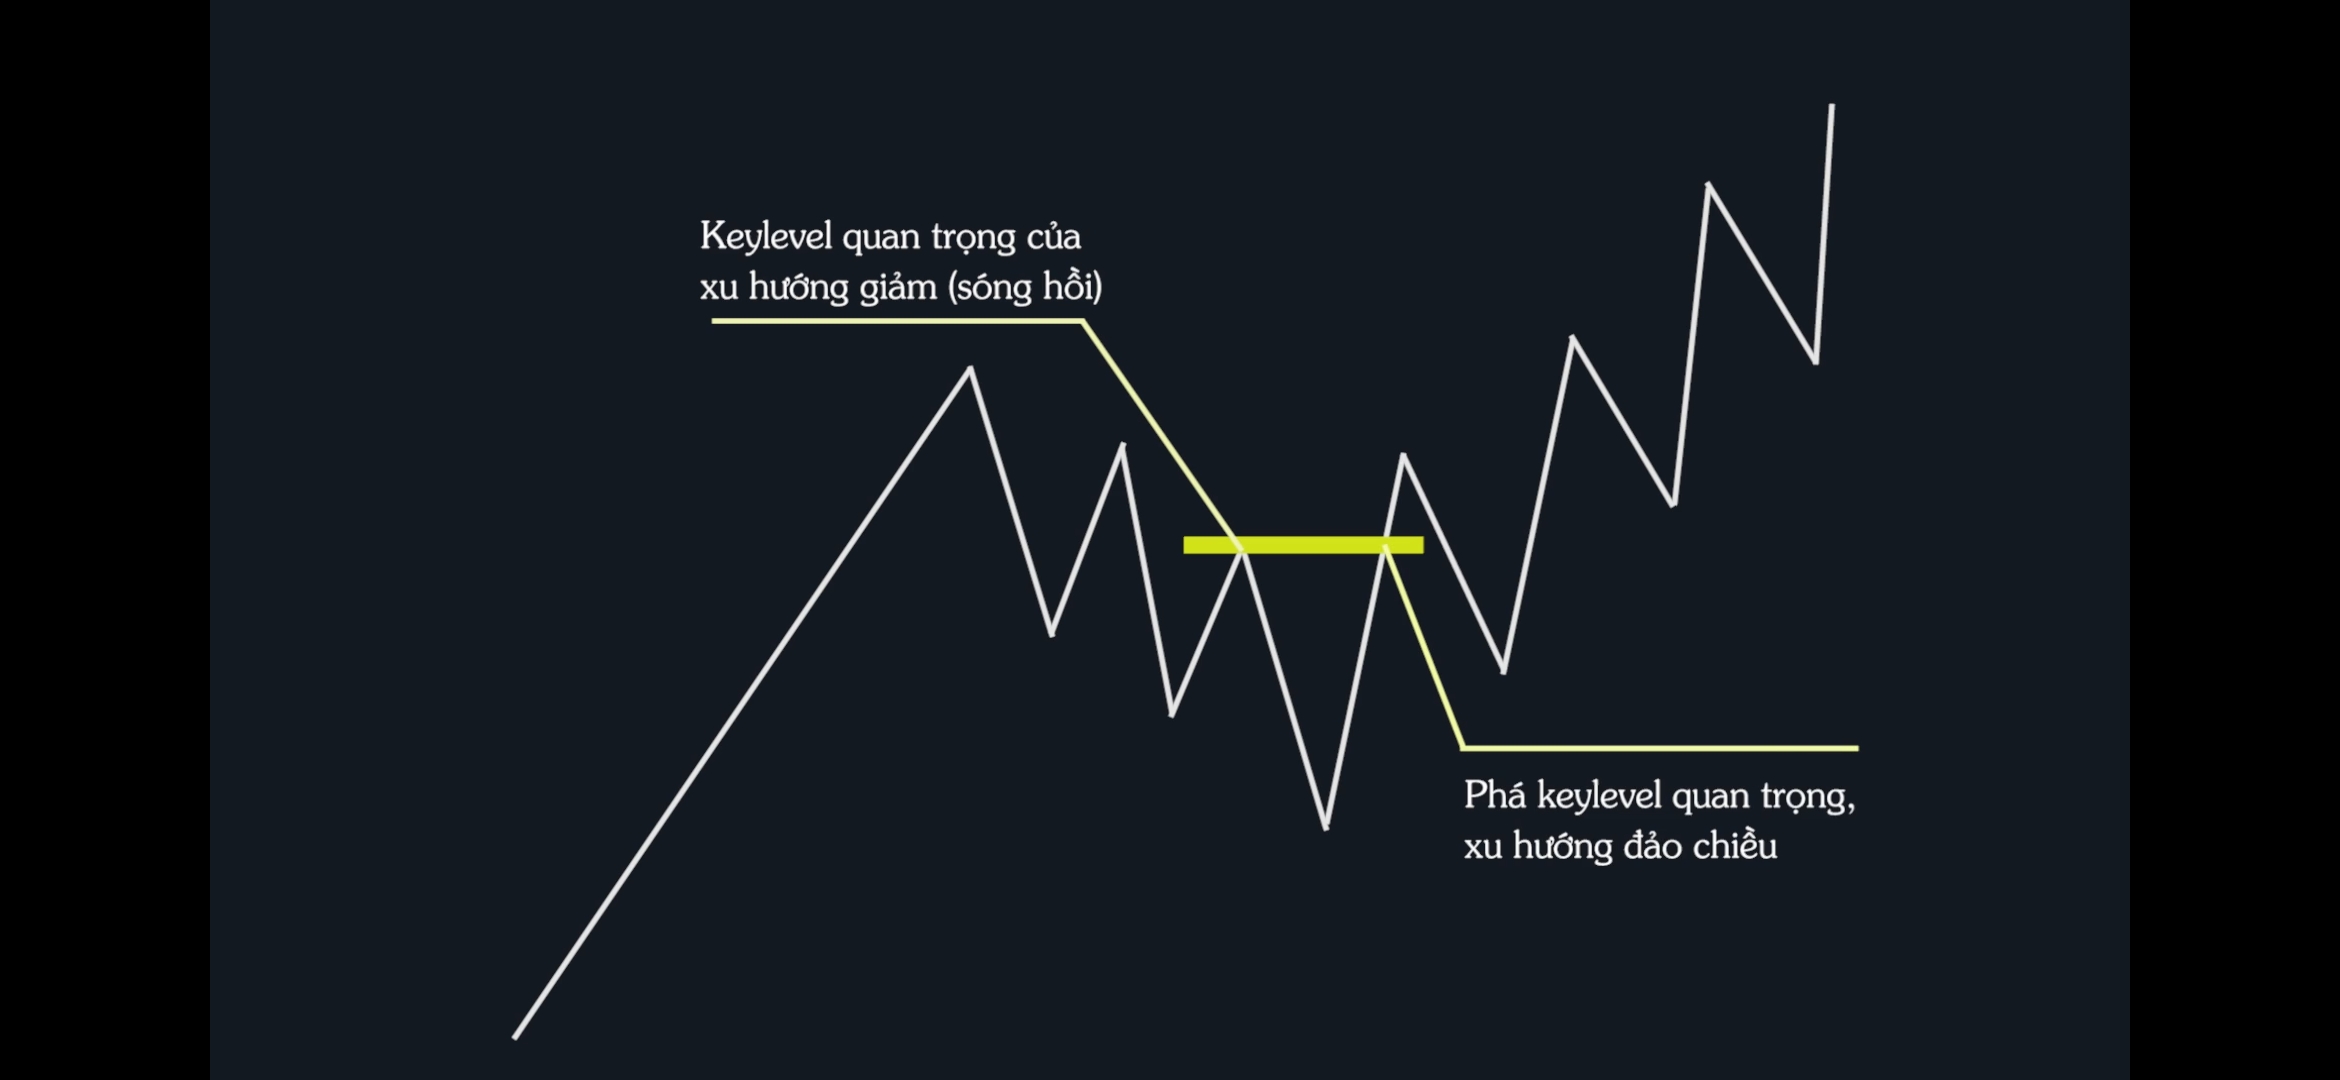 Keylevel quan trọng của
xu hướng giảm (sóng hồi)
Phá keylevel quan trọng,
xu hướng đảo chiều